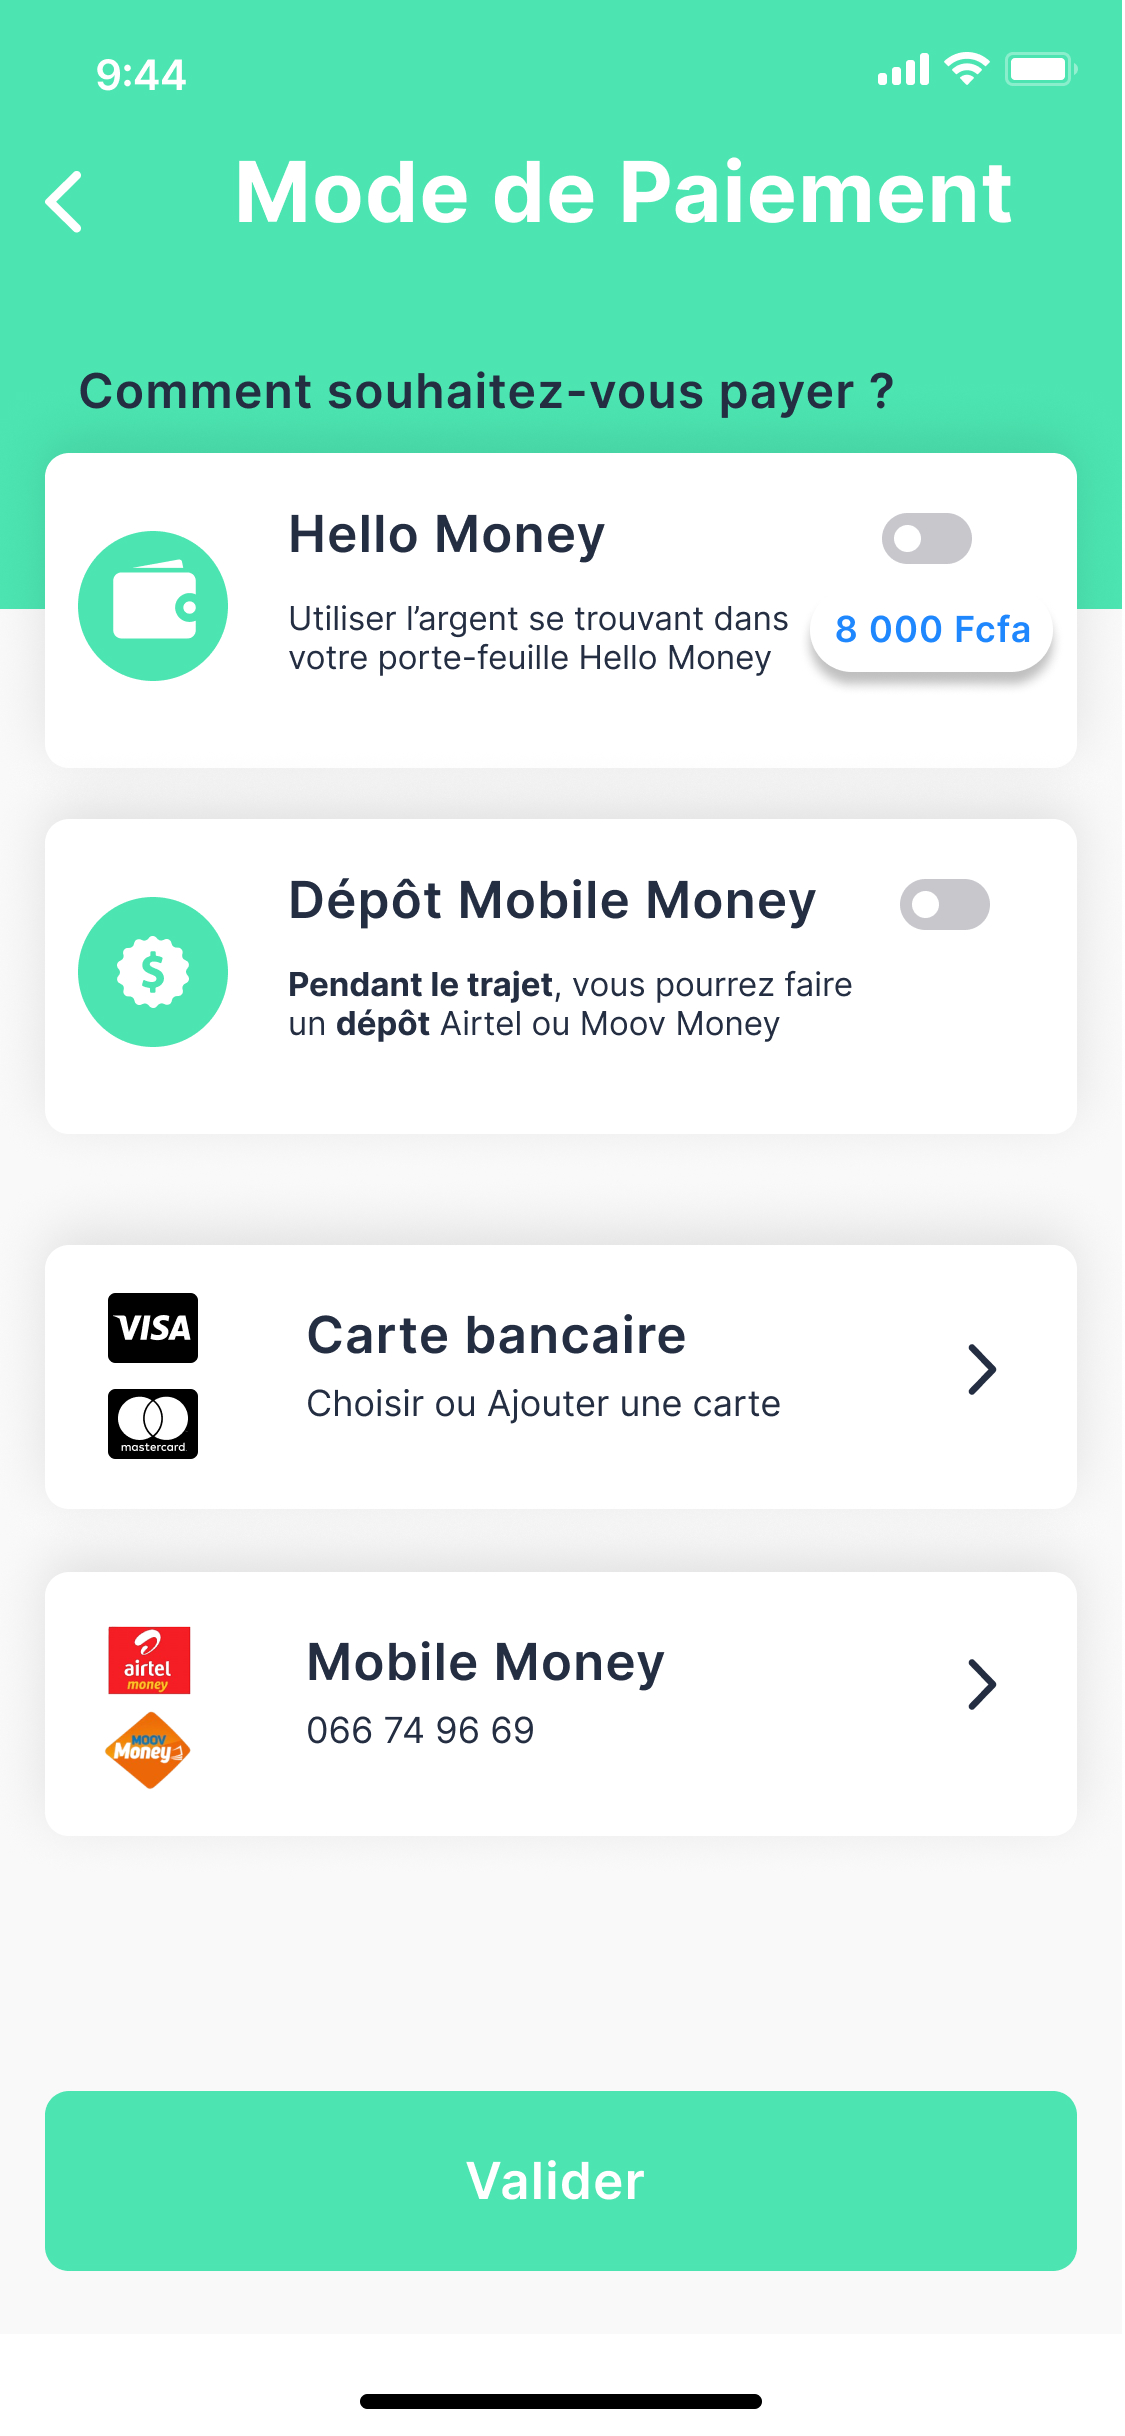 9:44
Mode de Paiement
Comment souhaitez-vous payer ?
Hello Money
Utiliser l’argent se trouvant dans
votre porte-feuille Hello Money
8 000 Fcfa
Dépôt Mobile Money
Pendant le trajet, vous pourrez faire
un dépôt Airtel ou Moov Money
VISA
mastercard.
Carte bancaire
Choisir ou Ajouter une carte
airtel
money
MOOV
Money
Mobile Money
066 74 96 69
Valider